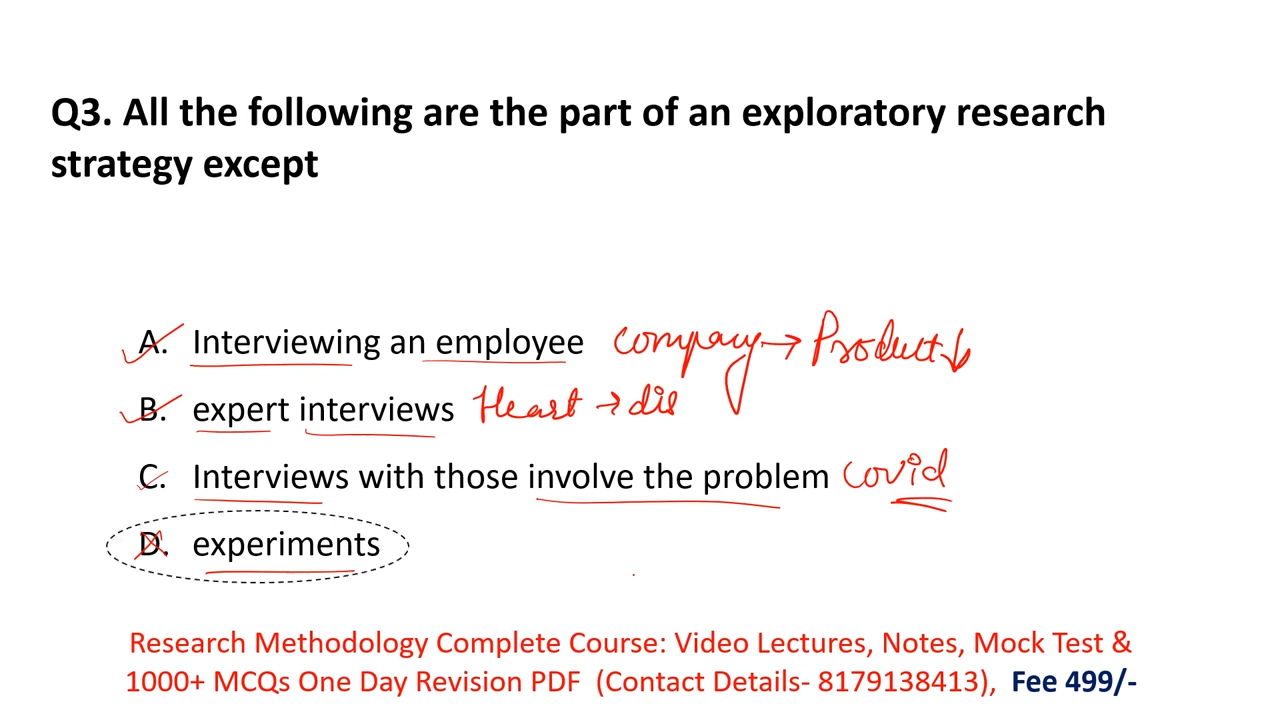 Q3. All the following are the part of an exploratory research
strategy except
A. Interviewing an employee company → Product ↓
B. expert interviews Heart → dis
C. Interviews with those involve the problem covid
D. experiments
Research Methodology Complete Course: Video Lectures, Notes, Mock Test &
1000+ MCQs One Day Revision PDF (Contact Details- 8179138413), Fee 499/-